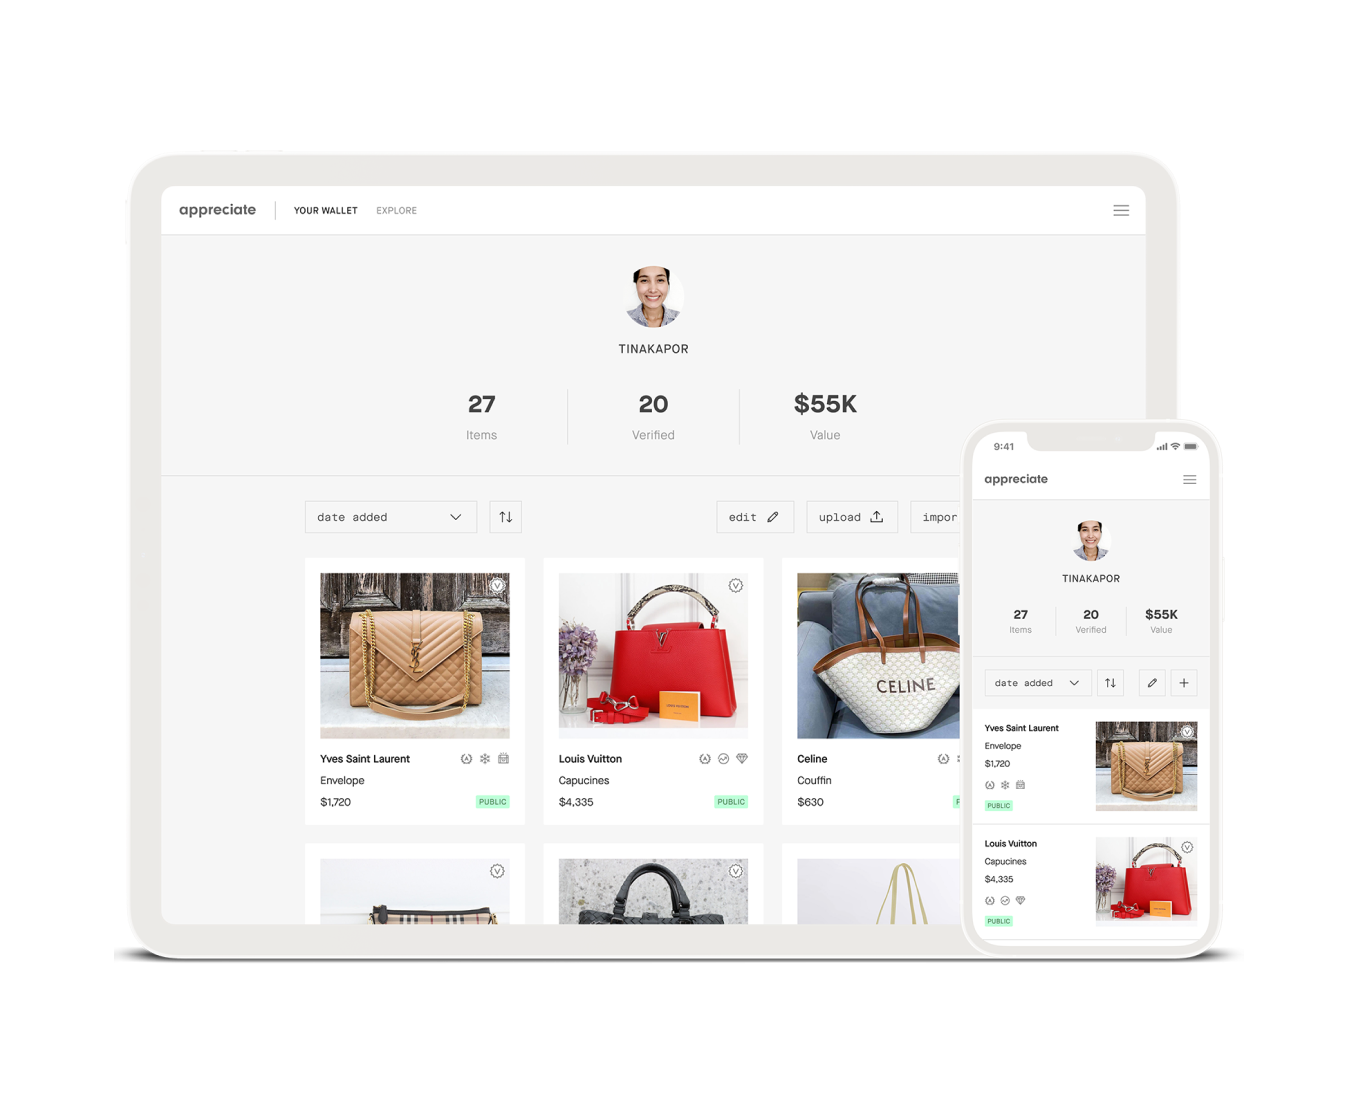 appreciate
YOUR WALLET
EXPLORE
TINAKAPOR
27
Items
20
Verified
$55K
Value
date added
edit
upload
impor
V
V
CELINE
Yves Saint Laurent
Envelope
$1,720
PUBLIC
Louis Vuitton
Capucines
$4,335
PUBLIC
Celine
Couffin
$630
V
V
9:41
appreciate
TINAKAPOR
27
Items
20
Verified
$55K
Value
date added
Yves Saint Laurent
Envelope
$1,720
PUBLIC
V
Louis Vuitton
Capucines
$4,335
PUBLIC
V